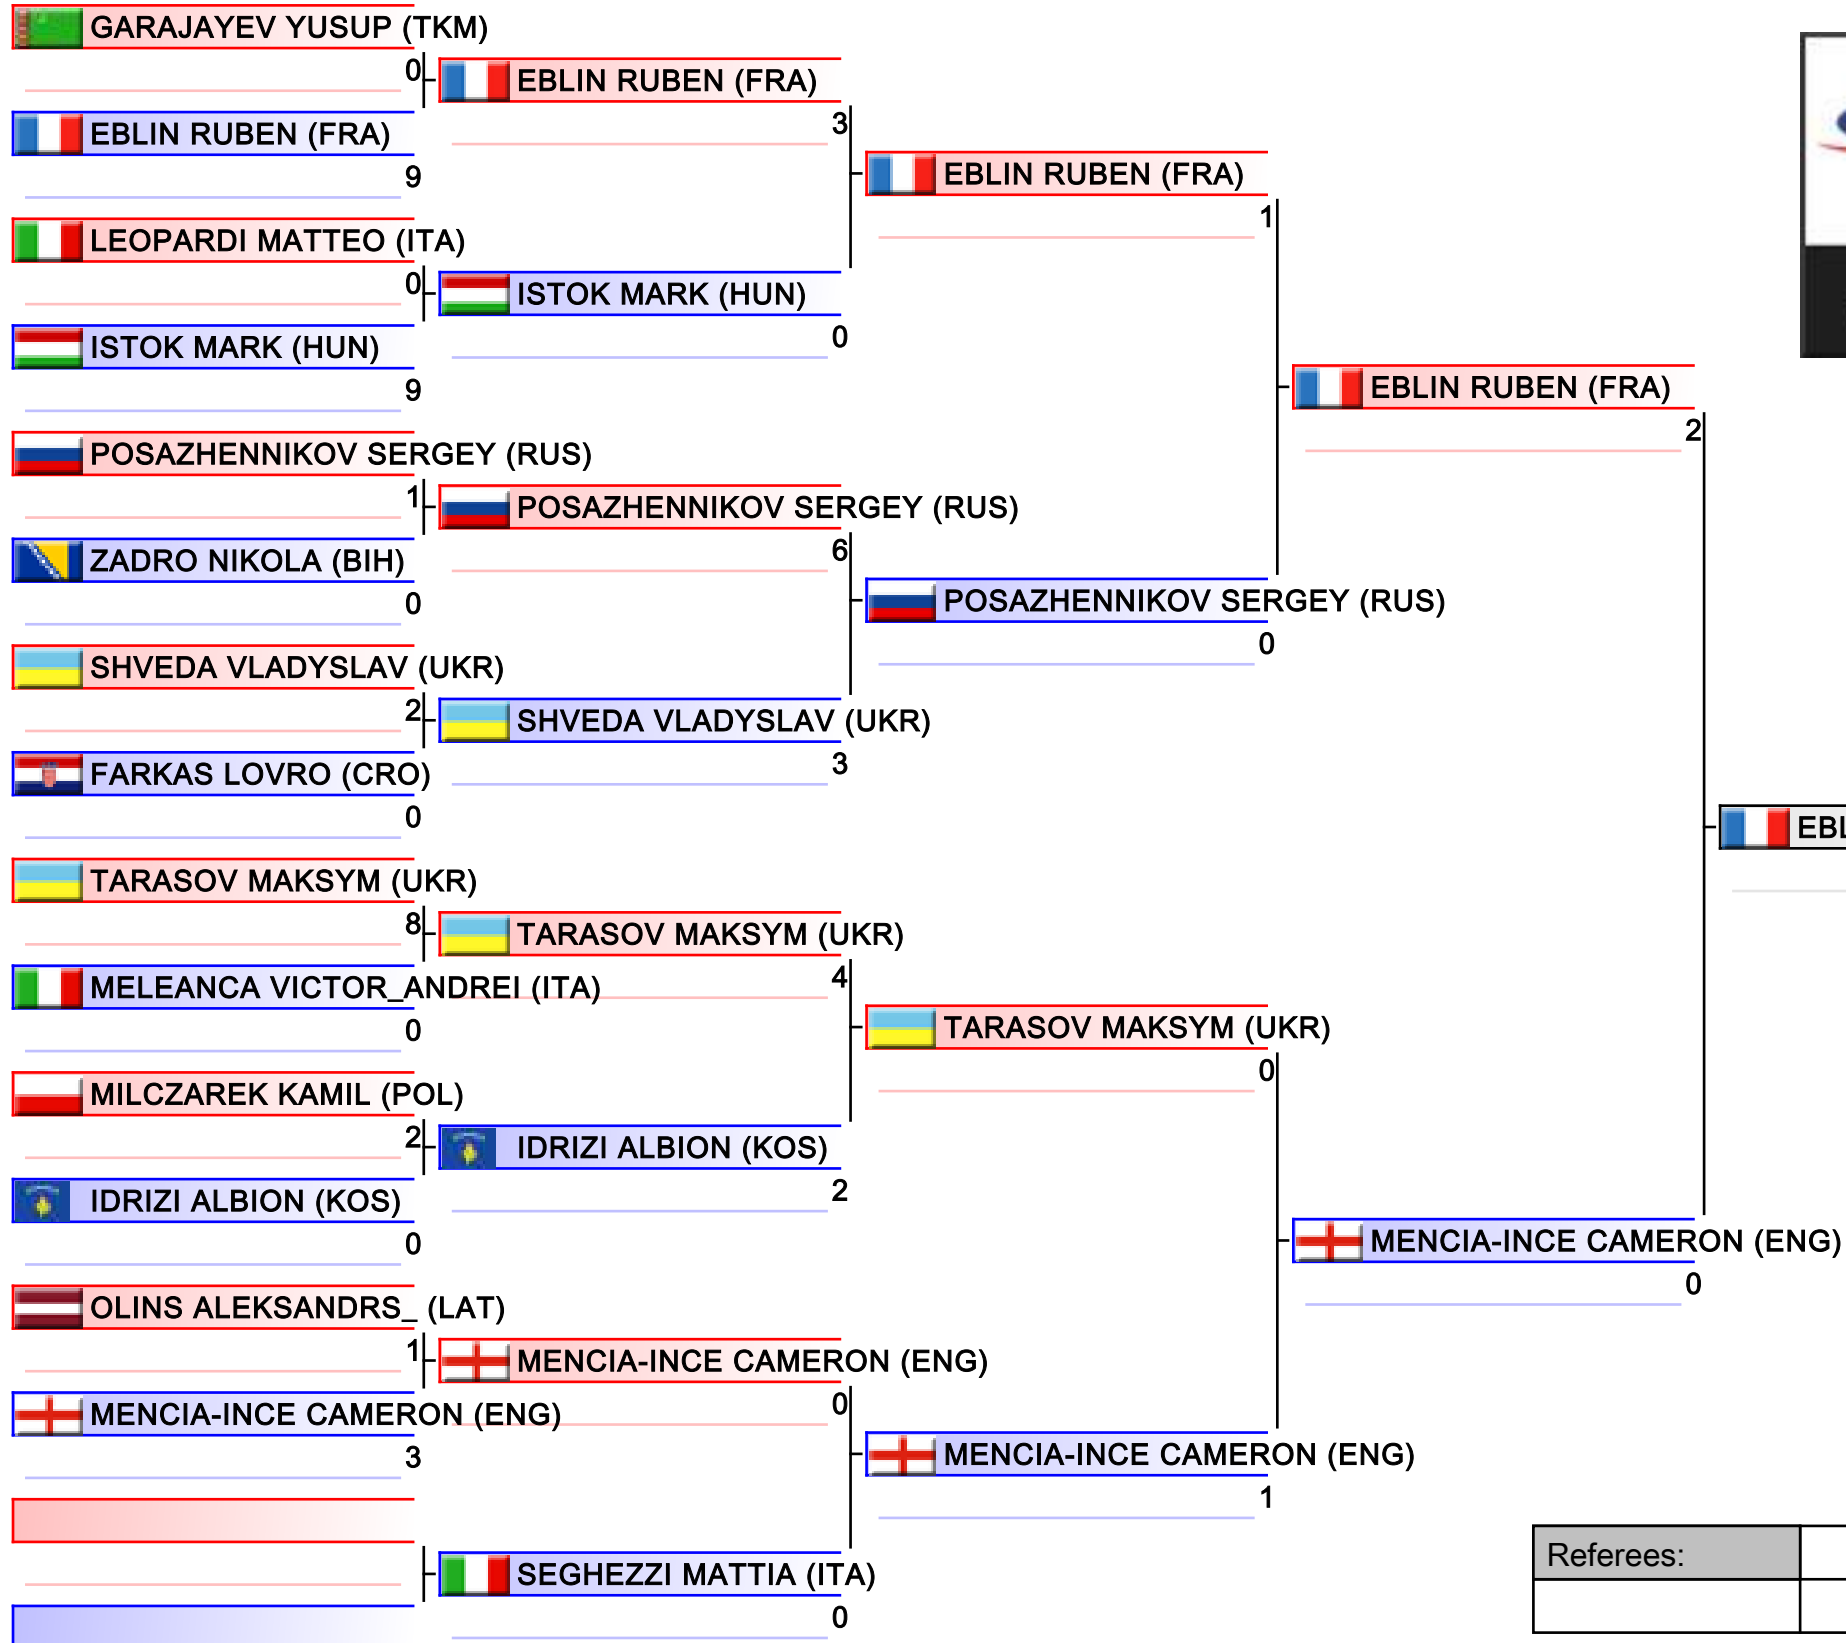 GARAJAYEV YUSUP (TKM)
0
EBLIN RUBEN (FRA)
9
LEOPARDI MATTEO (ITA)
0
ISTOK MARK (HUN)
9
POSAZHENNIKOV SERGEY (RUS)
1
ZADRO NIKOLA (BIH)
0
SHVEDA VLADYSLAV (UKR)
2
FARKAS LOVRO (CRO)
0
TARASOV MAKSYM (UKR)
8
MELEANCA VICTOR_ANDREI (ITA)
0
MILCZAREK KAMIL (POL)
2
IDRIZI ALBION (KOS)
0
OLINS ALEKSANDRS_ (LAT)
1
MENCIA-INCE CAMERON (ENG)
3
EBLIN RUBEN (FRA)
3
ISTOK MARK (HUN)
0
POSAZHENNIKOV SERGEY (RUS)
6
SHVEDA VLADYSLAV (UKR)
3
TARASOV MAKSYM (UKR)
4
IDRIZI ALBION (KOS)
2
MENCIA-INCE CAMERON (ENG)
0
SEGHEZZI MATTIA (ITA)
0
EBLIN RUBEN (FRA)
1
POSAZHENNIKOV SERGEY (RUS)
0
TARASOV MAKSYM (UKR)
0
MENCIA-INCE CAMERON (ENG)
1
EBLIN RUBEN (FRA)
2
MENCIA-INCE CAMERON (ENG)
0
EBL
Referees: